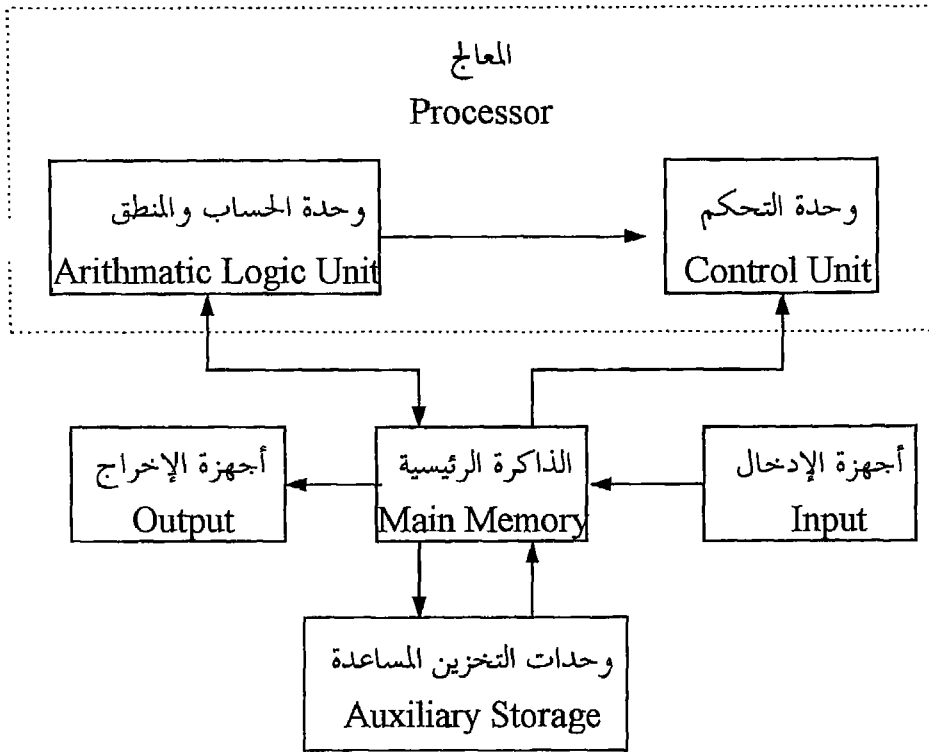 المعالج
Processor
وحدة الحساب والمنطق
Arithmatic Logic Unit
وحدة التحكم
Control Unit
أجهزة الإخراج
Output
الذاكرة الرئيسية
Main Memory
أجهزة الإدخال
Input
وحدات التخزين المساعدة
Auxiliary Storage